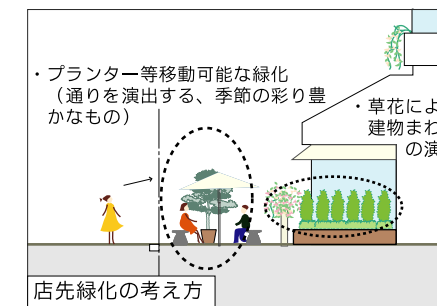 ・プランター等移動可能な緑化
（通りを演出する、季節の彩り豊
かなもの）
・草花によ
建物まわ
の演
店先緑化の考え方